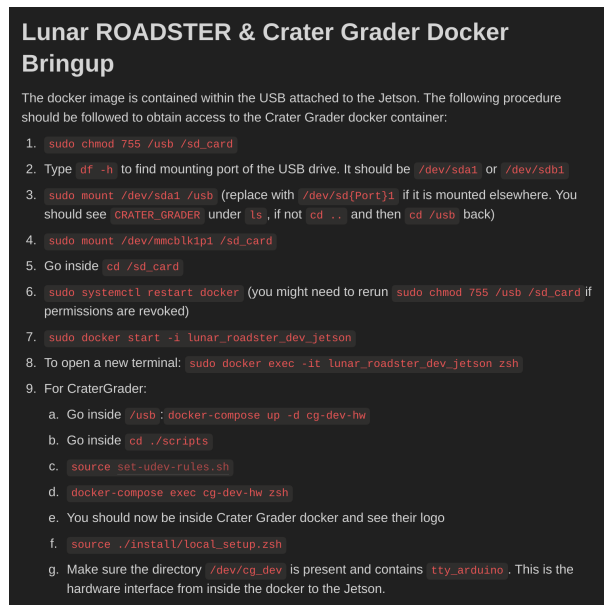 Lunar ROADSTER & Crater Grader Docker
Bringup
The docker image is contained within the USB attached to the Jetson. The following procedure
should be followed to obtain access to the Crater Grader docker container:
1. sudo chmod 755 /usb /sd_card
2. Type df -h to find mounting port of the USB drive. It should be /dev/sda1 or /dev/sdb1
3. sudo mount /dev/sda1 /usb (replace with /dev/sd{Port}1 if it is mounted elsewhere. You
should see CRATER_GRADER under ls , if not cd .. and then cd /usb back)
4. sudo mount /dev/mmcblk1p1 /sd_card
5. Go inside cd /sd_card
6. sudo systemctl restart docker (you might need to rerun sudo chmod 755 /usb /sd_card if
permissions are revoked)
7. sudo docker start -i lunar_roadster_dev_jetson
8. To open a new terminal: sudo docker exec -it lunar_roadster_dev_jetson zsh
9. For CraterGrader:
a. Go inside /usb : docker-compose up -d cg-dev-hw
b. Go inside cd ./scripts
c. source set-udev-rules.sh
d. docker-compose exec cg-dev-hw zsh
e. You should now be inside Crater Grader docker and see their logo
f. source ./install/local_setup.zsh
g. Make sure the directory /dev/cg_dev is present and contains tty_arduino . This is the
hardware interface from inside the docker to the Jetson.